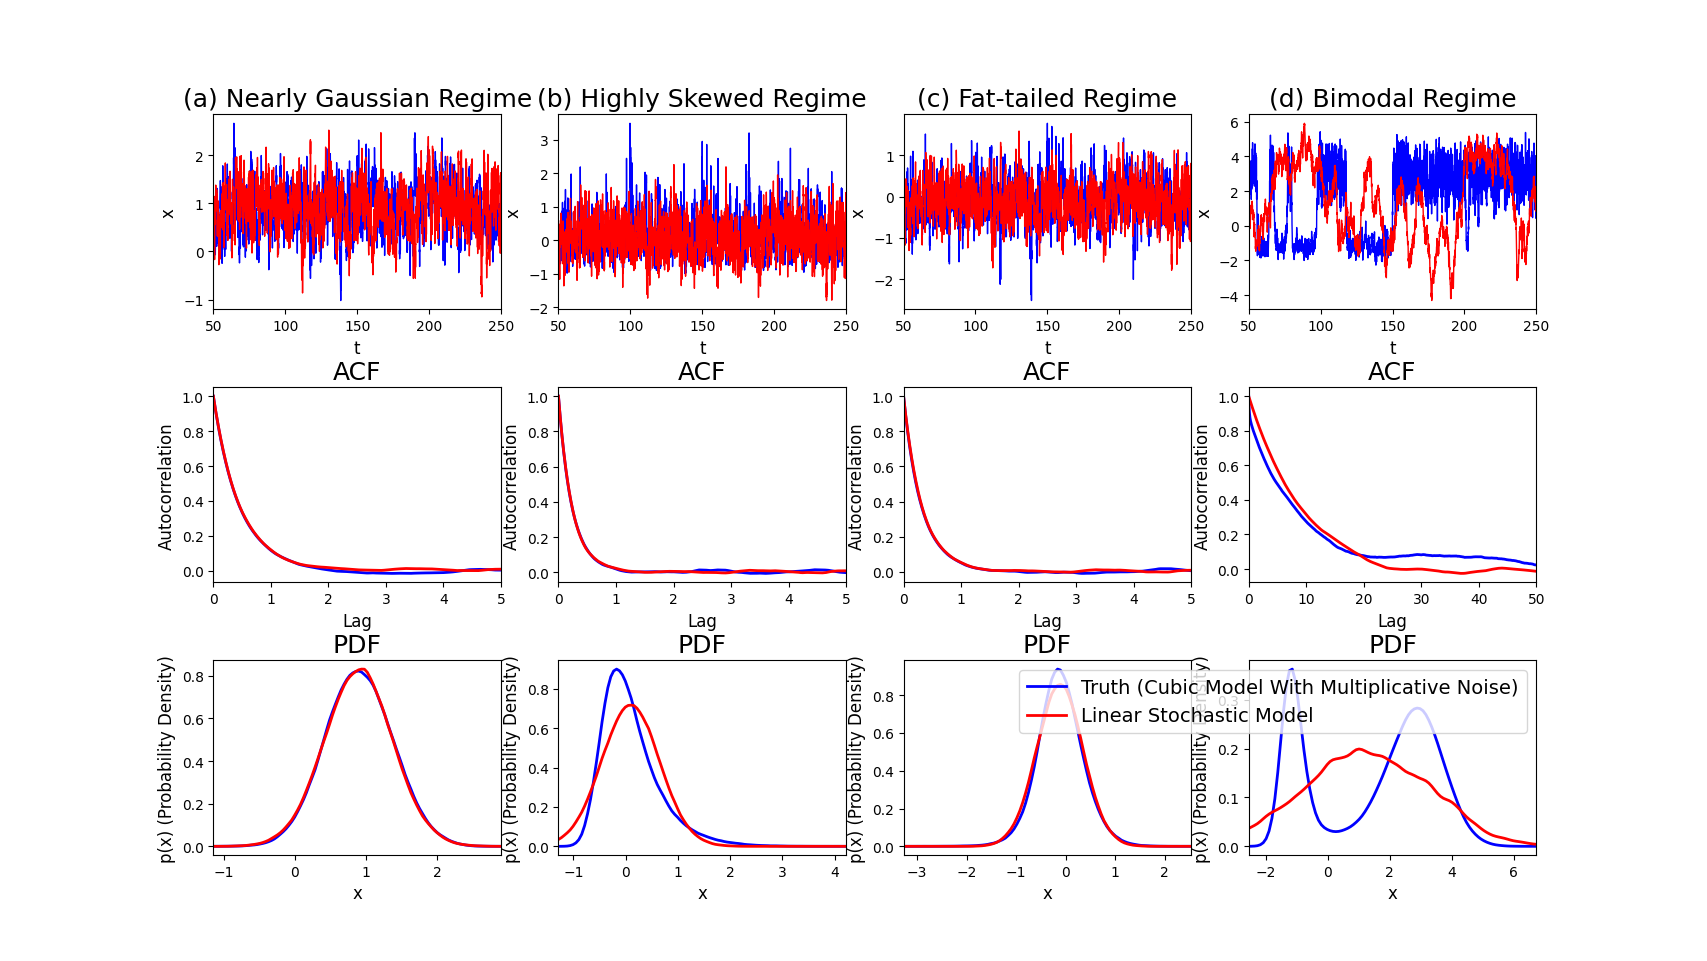 (a) Nearly Gaussian Regime
(b) Highly Skewed Regime
(c) Fat-tailed Regime
(d) Bimodal Regime
x
2
1
0
−1
50 100 150 200 250
t
x
3
2
1
0
−1
−2
50 100 150 200 250
t
x
1
0
−1
−2
50 100 150 200 250
t
x
6
4
2
0
−2
−4
50 100 150 200 250
t
ACF
Autocorrelation
1.0
0.8
0.6
0.4
0.2
0.0
0 1 2 3 4 5
Lag
ACF
Autocorrelation
1.0
0.8
0.6
0.4
0.2
0.0
0 1 2 3 4 5
Lag
ACF
Autocorrelation
1.0
0.8
0.6
0.4
0.2
0.0
0 1 2 3 4 5
Lag
ACF
Autocorrelation
1.0
0.8
0.6
0.4
0.2
0.0
0 10 20 30 40 50
Lag
PDF
p(x) (Probability Density)
0.8
0.6
0.4
0.2
0.0
−1 0 1 2
x
PDF
p(x) (Probability Density)
0.8
0.6
0.4
0.2
0.0
−1 0 1 2 3 4
x
PDF
p(x) (Probability Density)
0.8
0.6
0.4
0.2
0.0
−3 −2 −1 0 1 2
x
PDF
p(x) (Probability Density)
0.3
0.2
0.1
0.0
−2 0 2 4 6
x
Truth (Cubic Model With Multiplicative Noise)
Linear Stochastic Model